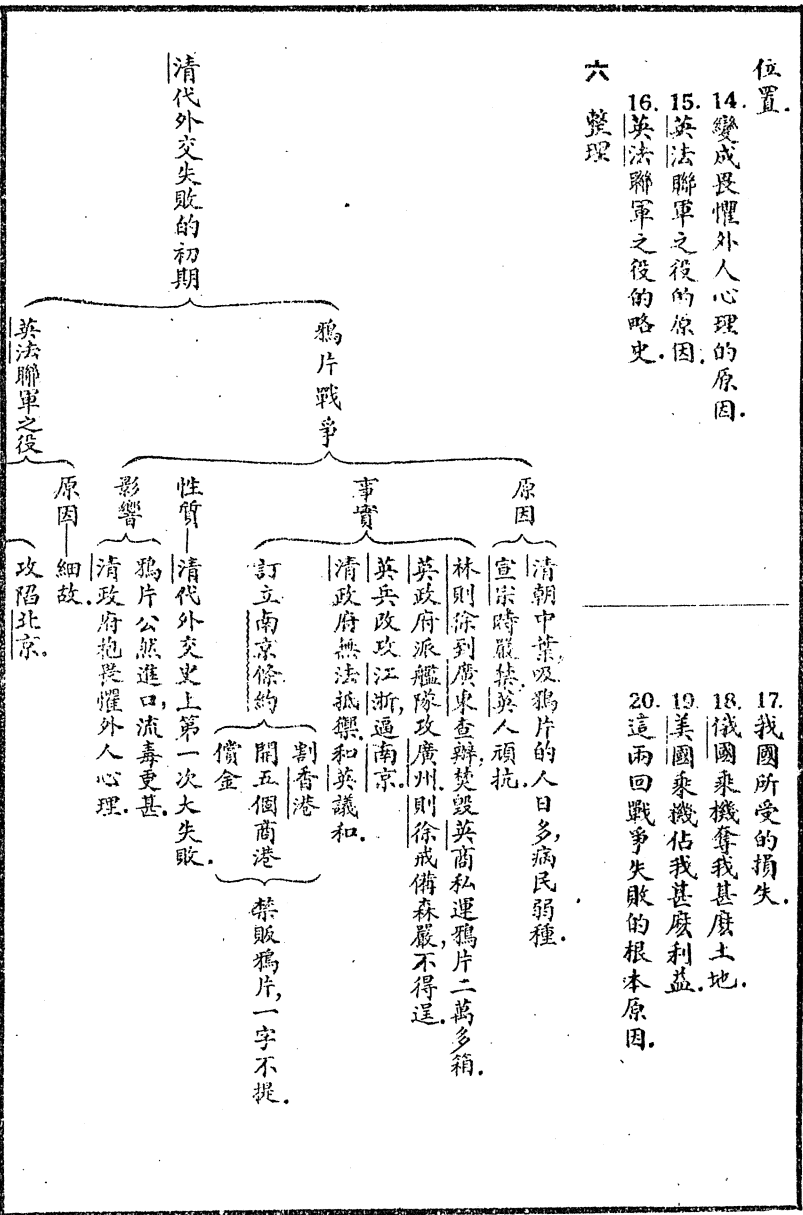 位置.
14. 變成畏懼外人心理的原因.
15. 英法聯軍之役的原因.
16. 英法聯軍之役的略史.
17. 我國所受的損失.
18. 俄國乘機奪我甚麽土地.
19. 美國乘機佔我甚麽利益.
20. 這兩回戰爭失敗的根本原因.
六 整理
清代外交失敗的初期
鴉片戰爭
原因
清朝中葉,吸鴉片的人日多,病民弱種.
宣宗時嚴禁,英人頑抗.
事實
林則徐到廣東查辦,焚毀英商私運鴉片二萬多箱.
英政府派艦隊攻廣州.則徐戒備森嚴,不得逞.
英兵改攻江浙,逼南京.
清政府無法抵禦,和英議和.
訂立南京條約
割香港
開五個商港
償金
禁販鴉片,一字不提.
性質—清代外交史上第一次大失敗.
影響
鴉片公然進口,流毒更甚.
清政府抱畏懼外人心理.
英法聯軍之役
原因—細故.
攻陷北京.